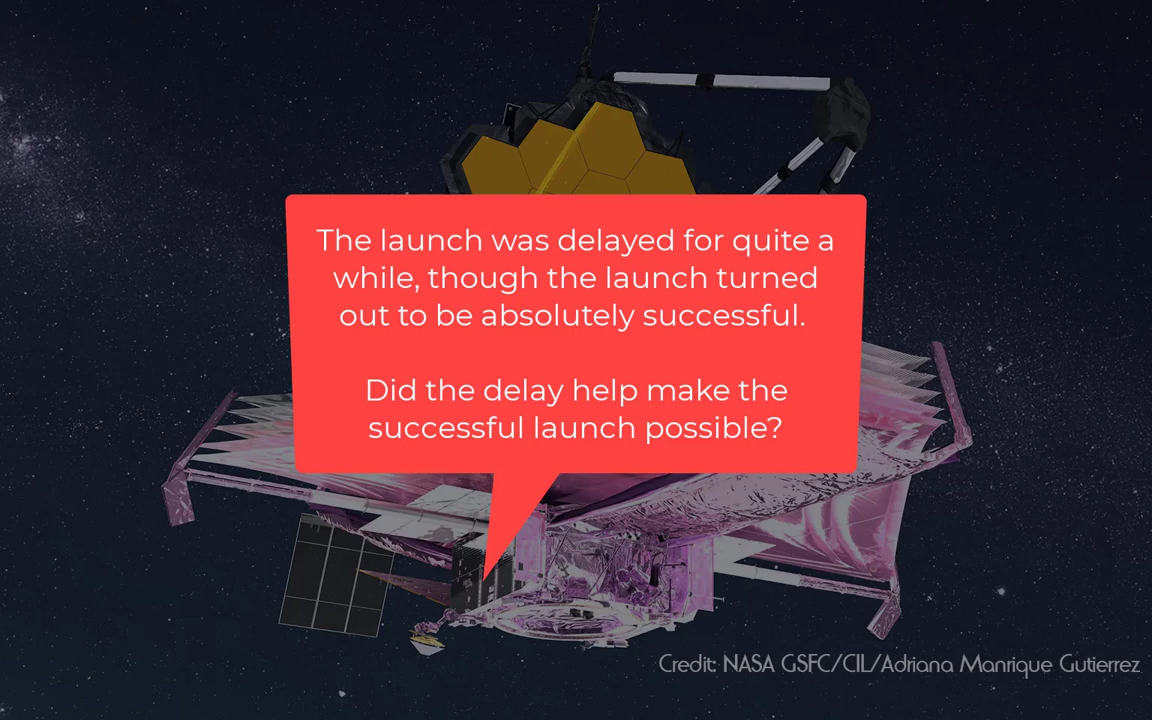 The launch was delayed for quite a
while, though the launch turned
out to be absolutely successful.
Did the delay help make the
successful launch possible?
Credit: NASA GSFC/CIL/Adriana Manrique Gutierrez